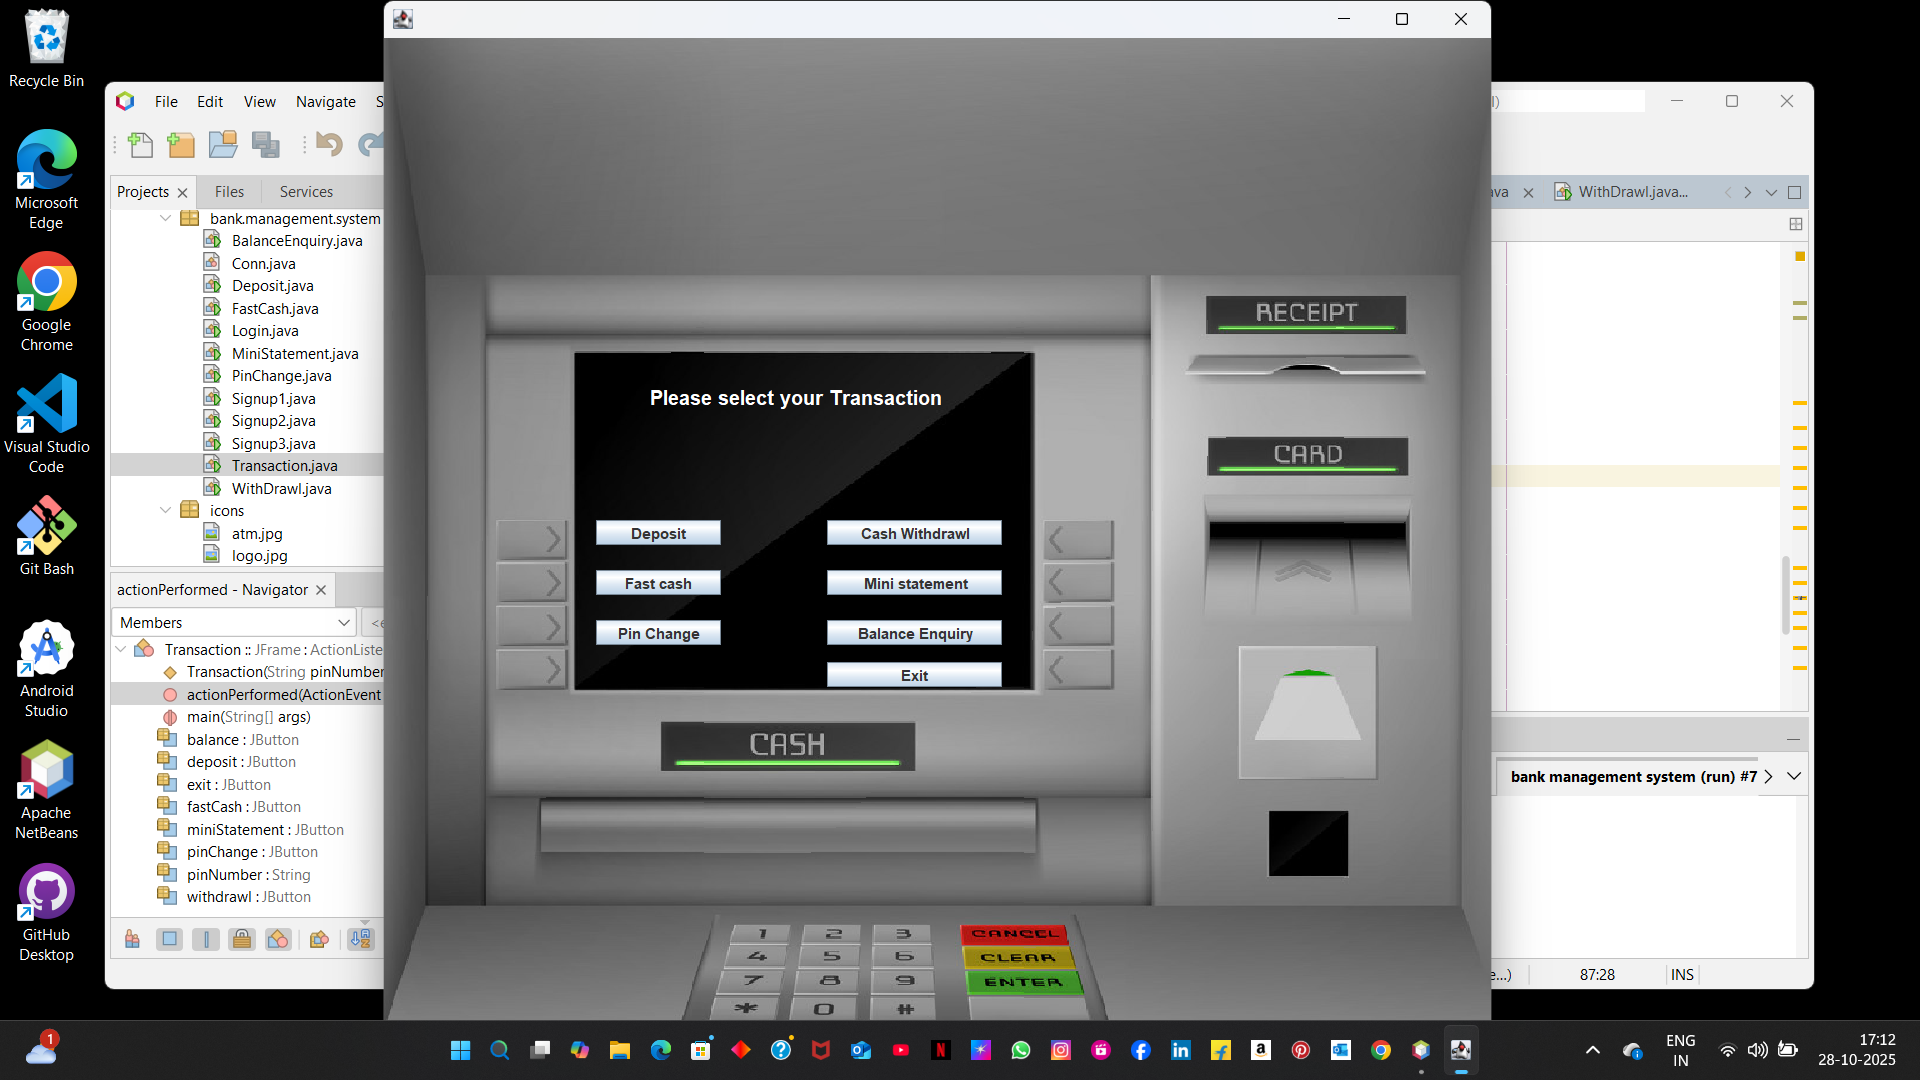 Recycle Bin
Microsoft
Edge
Google
Chrome
Visual Studio
Code
Git Bash
Android
Studio
Apache
NetBeans
GitHub
Desktop
File Edit View Navigate S
Projects Files Services
bank.management.system
BalanceEnquiry.java
Conn.java
Deposit.java
FastCash.java
Login.java
MiniStatement.java
PinChange.java
Signup1.java
Signup2.java
Signup3.java
Transaction.java
WithDrawl.java
icons
atm.jpg
logo.jpg
actionPerformed - Navigator
Members
Transaction :: JFrame : ActionListe
Transaction(String pinNumber
actionPerformed(ActionEvent
main(String[] args)
balance : JButton
deposit : JButton
exit : JButton
fastCash : JButton
miniStatement : JButton
pinChange : JButton
pinNumber : String
withdrawl : JButton
Please select your Transaction
Deposit Cash Withdrawl
Fast cash Mini statement
Pin Change Balance Enquiry
Exit
CASH
RECEIPT
CARD
1 2 3 CANCEL
4 5 6 CLEAR
7 8 9 ENTER
* 0 #
ava WithDrawl.java...
bank management system (run) #7
e...) 87:28 INS
1
ENG
IN
17:12
28-10-2025